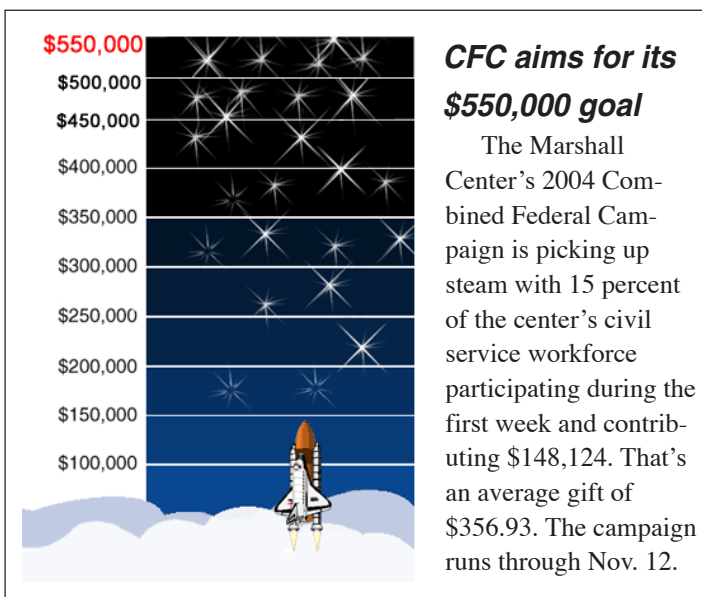 $550,000
$500,000
$450,000
$400,000
$350,000
$300,000
$250,000
$200,000
$150,000
$100,000
CFC aims for its
$550,000 goal
The Marshall
Center’s 2004 Com-
bined Federal Cam-
paign is picking up
steam with 15 percent
of the center’s civil
service workforce
participating during the
first week and contrib-
uting $148,124. That’s
an average gift of
$356.93. The campaign
runs through Nov. 12.